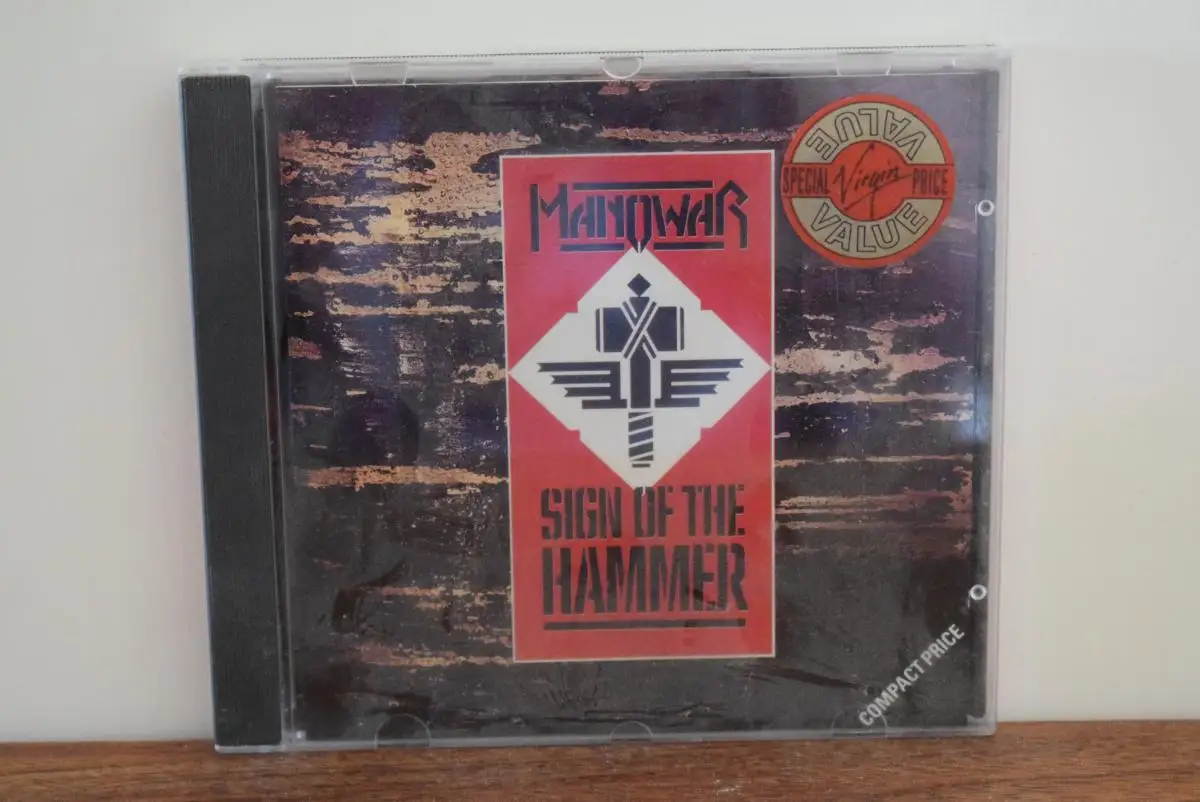 MANOWAR
SIGN OF THE
HAMMER
VALUE
SPECIAL Virgin PRICE
VALUE
COMPACT PRICE